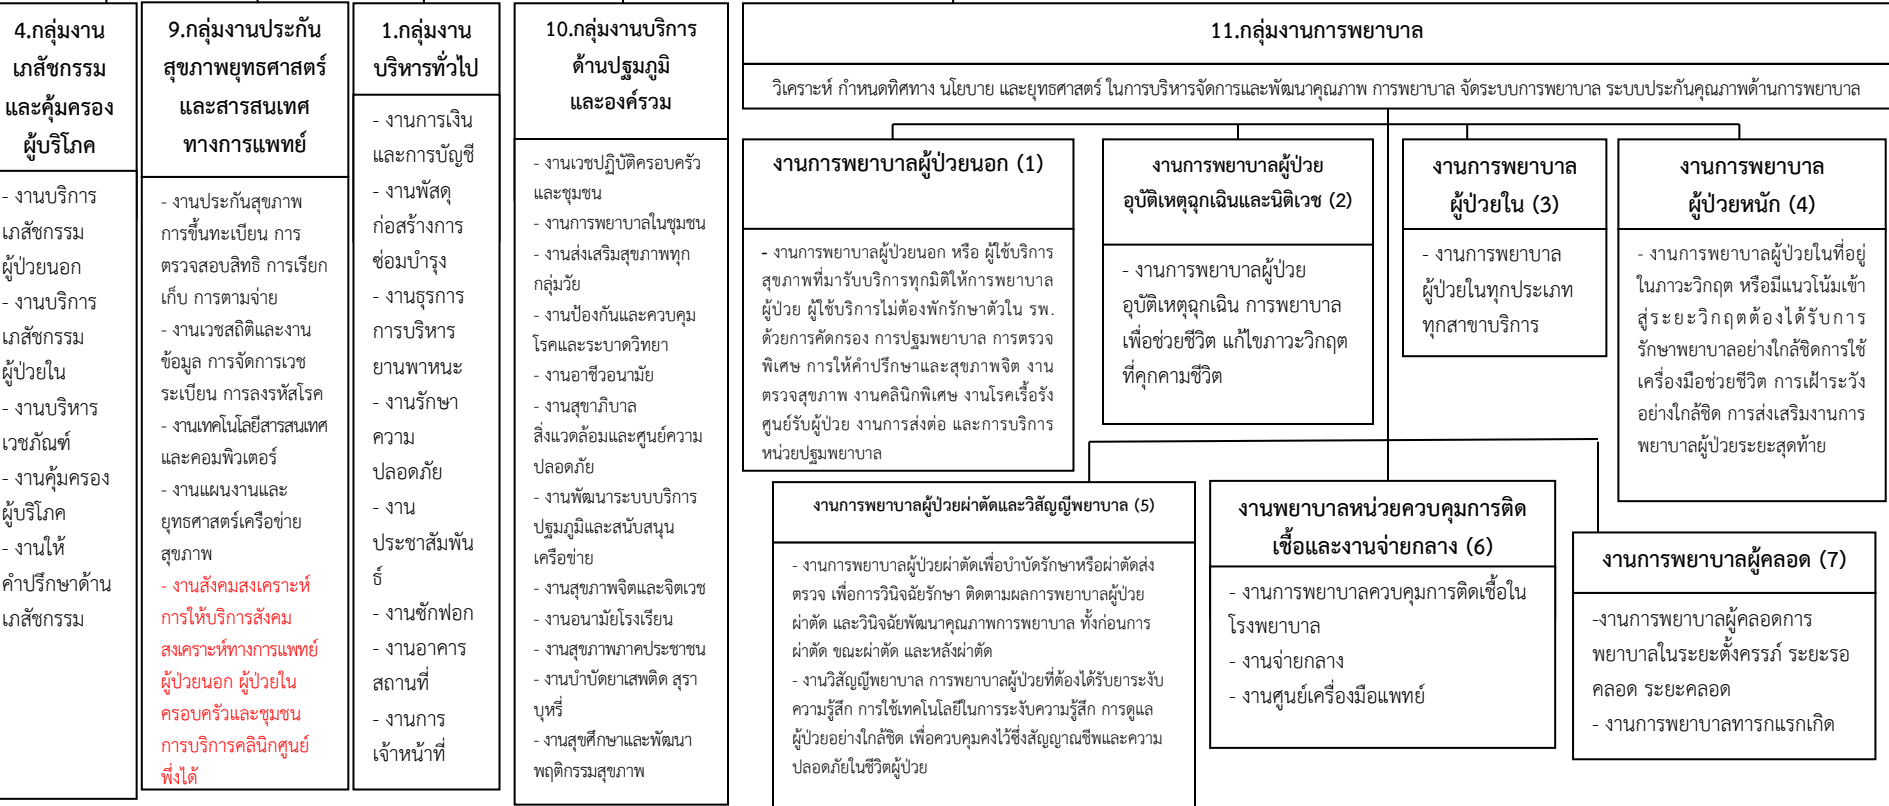 4.กลุ่มงาน
เภสัชกรรม
และคุ้มครอง
ผู้บริโภค
- งานบริการ
เภสัชกรรม
ผู้ป่วยนอก
- งานบริการ
เภสัชกรรม
ผู้ป่วยใน
- งานบริหาร
เวชภัณฑ์
- งานคุ้มครอง
ผู้บริโภค
- งานให้
คำปรึกษาด้าน
เภสัชกรรม
9.กลุ่มงานประกัน
สุขภาพยุทธศาสตร์
และสารสนเทศ
ทางการแพทย์
- งานประกันสุขภาพ
การขึ้นทะเบียน การ
ตรวจสอบสิทธิ การเรียก
เก็บ การตามจ่าย
- งานเวชสถิติและงาน
ข้อมูล การจัดการเวช
ระเบียน การลงรหัสโรค
- งานเทคโนโลยีสารสนเทศ
และคอมพิวเตอร์
- งานแผนงานและ
ยุทธศาสตร์เครือข่าย
สุขภาพ
- งานสังคมสงเคราะห์
การให้บริการสังคม
สงเคราะห์ทางการแพทย์
ผู้ป่วยนอก ผู้ป่วยใน
ครอบครัวและชุมชน
การบริการคลินิกศูนย์
พึ่งได้
1.กลุ่มงาน
บริหารทั่วไป
- งานการเงิน
และการบัญชี
- งานพัสดุ
ก่อสร้างการ
ซ่อมบำรุง
- งานธุรการ
การบริหาร
ยานพาหนะ
- งานรักษา
ความ
ปลอดภัย
- งาน
ประชาสัมพัน
ธ์
- งานซักฟอก
- งานอาคาร
สถานที่
- งานการ
เจ้าหน้าที่
10.กลุ่มงานบริการ
ด้านปฐมภูมิ
และองค์รวม
- งานเวชปฏิบัติครอบครัว
และชุมชน
- งานการพยาบาลในชุมชน
- งานส่งเสริมสุขภาพทุก
กลุ่มวัย
- งานป้องกันและควบคุม
โรคและระบาดวิทยา
- งานอาชีวอนามัย
- งานสุขาภิบาล
สิ่งแวดล้อมและศูนย์ความ
ปลอดภัย
- งานพัฒนาระบบบริการ
ปฐมภูมิและสนับสนุน
เครือข่าย
- งานสุขภาพจิตและจิตเวช
- งานอนามัยโรงเรียน
- งานสุขภาพภาคประชาชน
- งานบำบัดยาเสพติด สุรา
บุหรี่
- งานสุขศึกษาและพัฒนา
พฤติกรรมสุขภาพ
11.กลุ่มงานการพยาบาล
วิเคราะห์ กำหนดทิศทาง นโยบาย และยุทธศาสตร์ ในการบริหารจัดการและพัฒนาคุณภาพ การพยาบาล จัดระบบการพยาบาล ระบบประกันคุณภาพด้านการพยาบาล
งานการพยาบาลผู้ป่วยนอก (1)
- งานการพยาบาลผู้ป่วยนอก หรือ ผู้ใช้บริการ
สุขภาพที่มารับบริการทุกมิติให้การพยาบาล
ผู้ป่วย ผู้ใช้บริการไม่ต้องพักรักษาตัวใน รพ.
ด้วยการคัดกรอง การปฐมพยาบาล การตรวจ
พิเศษ การให้คำปรึกษาและสุขภาพจิต งาน
ตรวจสุขภาพ งานคลินิกพิเศษ งานโรคเรื้อรัง
ศูนย์รับผู้ป่วย งานการส่งต่อ และการบริการ
หน่วยปฐมพยาบาล
งานการพยาบาลผู้ป่วย
อุบัติเหตุฉุกเฉินและนิติเวช (2)
- งานการพยาบาลผู้ป่วย
อุบัติเหตุฉุกเฉิน การพยาบาล
เพื่อช่วยชีวิต แก้ไขภาวะวิกฤต
ที่คุกคามชีวิต
งานการพยาบาล
ผู้ป่วยใน (3)
- งานการพยาบาล
ผู้ป่วยในทุกประเภท
ทุกสาขาบริการ
งานการพยาบาล
ผู้ป่วยหนัก (4)
- งานการพยาบาลผู้ป่วยในที่อยู่
ในภาวะวิกฤต หรือมีแนวโน้มเข้า
สู่ระยะวิกฤตต้องได้รับการ
รักษาพยาบาลอย่างใกล้ชิดการใช้
เครื่องมือช่วยชีวิต การเฝ้าระวัง
อย่างใกล้ชิด การส่งเสริมงานการ
พยาบาลผู้ป่วยระยะสุดท้าย
งานการพยาบาลผู้ป่วยผ่าตัดและวิสัญญีพยาบาล (5)
- งานการพยาบาลผู้ป่วยผ่าตัดเพื่อบำบัดรักษาหรือผ่าตัดส่ง
ตรวจ เพื่อการวินิจฉัยรักษา ติดตามผลการพยาบาลผู้ป่วย
ผ่าตัด และวินิจฉัยพัฒนาคุณภาพการพยาบาล ทั้งก่อนการ
ผ่าตัด ขณะผ่าตัด และหลังผ่าตัด
- งานวิสัญญีพยาบาล การพยาบาลผู้ป่วยที่ต้องได้รับยาระงับ
ความรู้สึก การใช้เทคโนโลยีในการระงับความรู้สึก การดูแล
ผู้ป่วยอย่างใกล้ชิด เพื่อควบคุมคงไว้ซึ่งสัญญาณชีพและความ
ปลอดภัยในชีวิตผู้ป่วย
งานพยาบาลหน่วยควบคุมการติด
เชื้อและงานจ่ายกลาง (6)
- งานการพยาบาลควบคุมการติดเชื้อใน
โรงพยาบาล
- งานจ่ายกลาง
- งานศูนย์เครื่องมือแพทย์
งานการพยาบาลผู้คลอด (7)
-งานการพยาบาลผู้คลอดการ
พยาบาลในระยะตั้งครรภ์ ระยะรอ
คลอด ระยะคลอด
- งานการพยาบาลทารกแรกเกิด